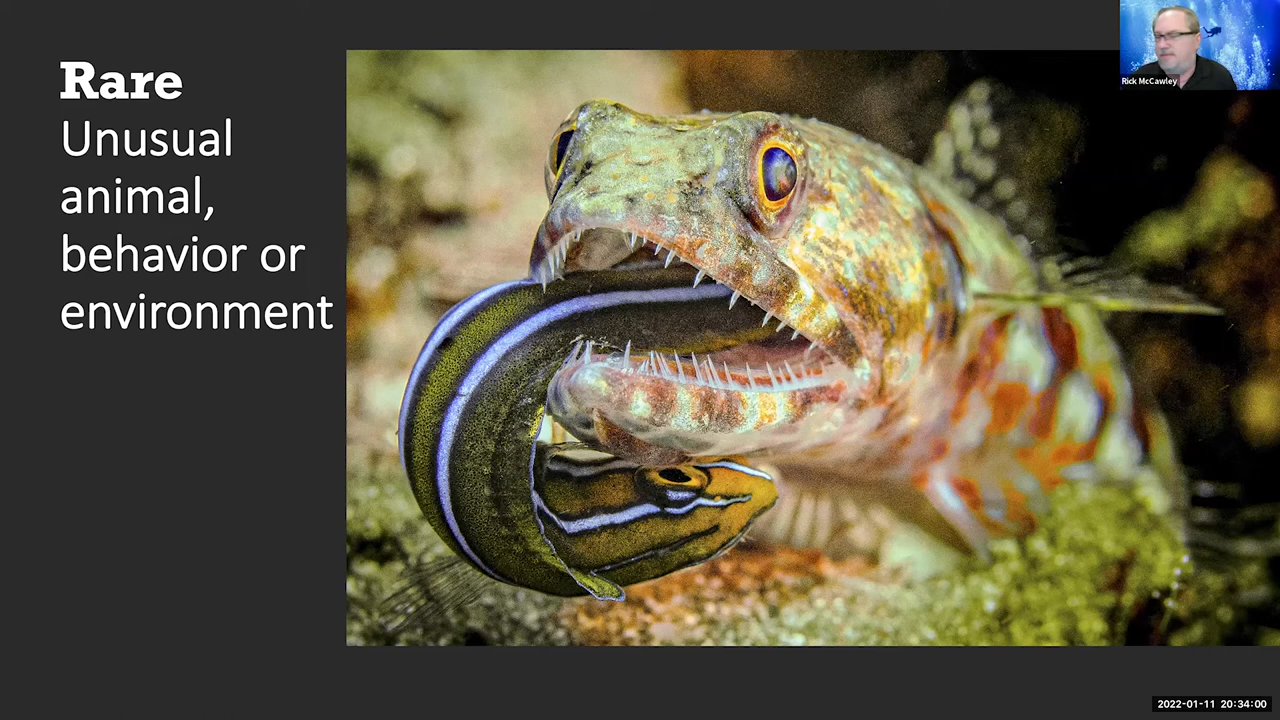 Rare
Unusual
animal,
behavior or
environment
Rick McCawley
2022-01-11 20:34:00